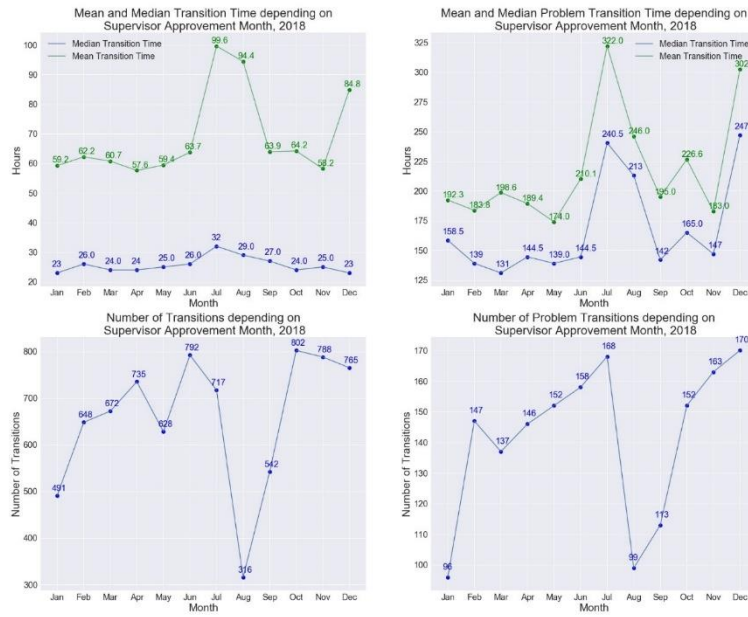 Mean and Median Transition Time depending on
Supervisor Approvement Month, 2018
Median Transition Time
Mean Transition Time
100
90
80
70
60
50
40
30
20
Hours
59.2 62.2 60.7 57.6 59.4 63.7 99.6 94.4 63.9 64.2 58.2 84.8
23 26.0 24.0 24 25.0 26.0 32 29.0 27.0 24.0 25.0 23
Jan Feb Mar Apr May Jun Jul Aug Sep Oct Nov Dec
Month
Mean and Median Problem Transition Time depending on
Supervisor Approvement Month, 2018
Median Transition Time
Mean Transition Time
325
300
275
250
225
200
175
150
125
Hours
192.3 183.8 198.6 189.4 174.0 210.1 322.0 246.0 195.0 226.6 183.0 302
158.5 139 131 144.5 139.0 144.5 240.5 213 142 165.0 147 247
Jan Feb Mar Apr May Jun Jul Aug Sep Oct Nov Dec
Month
Number of Transitions depending on
Supervisor Approvement Month, 2018
800
700
600
500
400
300
Number of Transitions
491 648 672 735 628 792 717 316 542 802 788 765
Jan Feb Mar Apr May Jun Jul Aug Sep Oct Nov Dec
Month
Number of Problem Transitions depending on
Supervisor Approvement Month, 2018
170
160
150
140
130
120
110
100
Number of Transitions
96 147 137 146 152 158 168 99 113 152 163 170
Jan Feb Mar Apr May Jun Jul Aug Sep Oct Nov Dec
Month